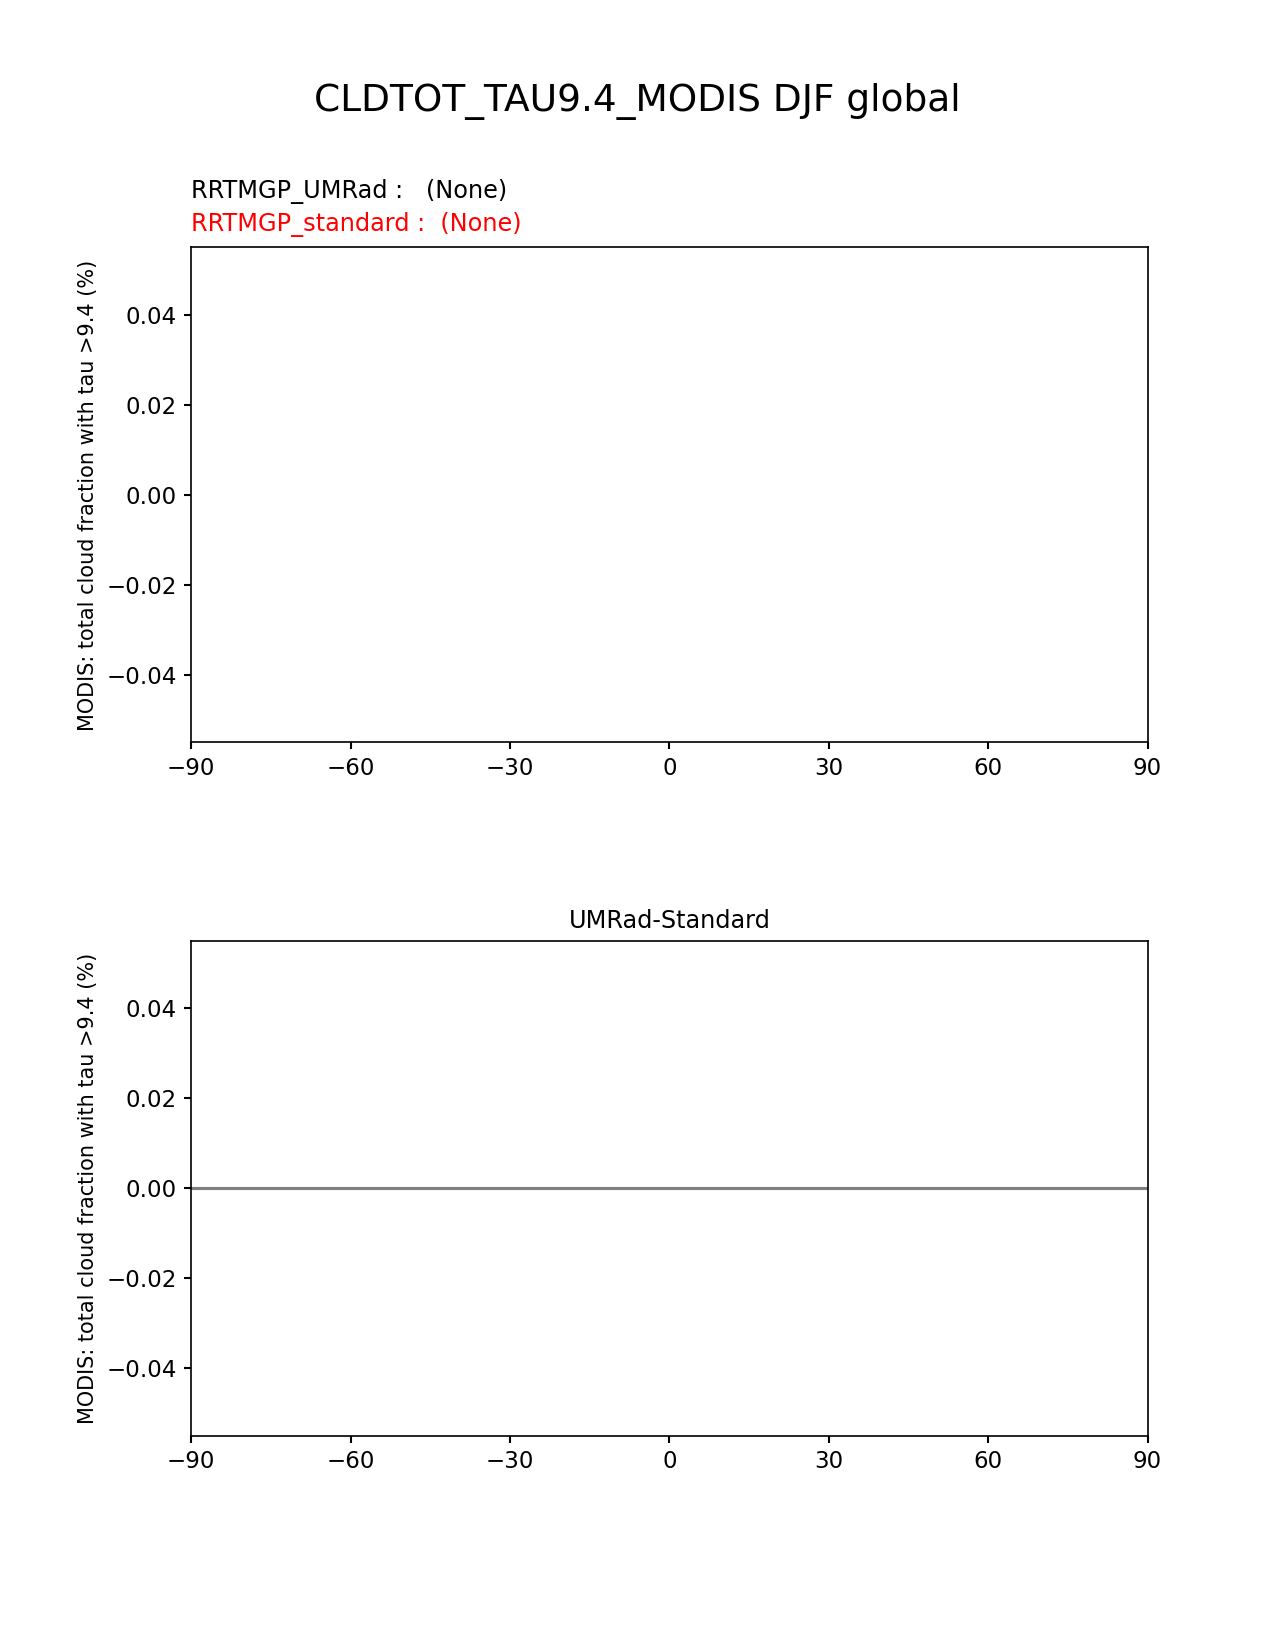 CLDTOT_TAU9.4_MODIS DJF global
RRTMGP_UMRad :   (None)
RRTMGP_standard :  (None)
MODIS: total cloud fraction with tau >9.4 (%)
0.04
0.02
0.00
−0.02
−0.04
−90 −60 −30 0 30 60 90
UMRad-Standard
MODIS: total cloud fraction with tau >9.4 (%)
0.04
0.02
0.00
−0.02
−0.04
−90 −60 −30 0 30 60 90